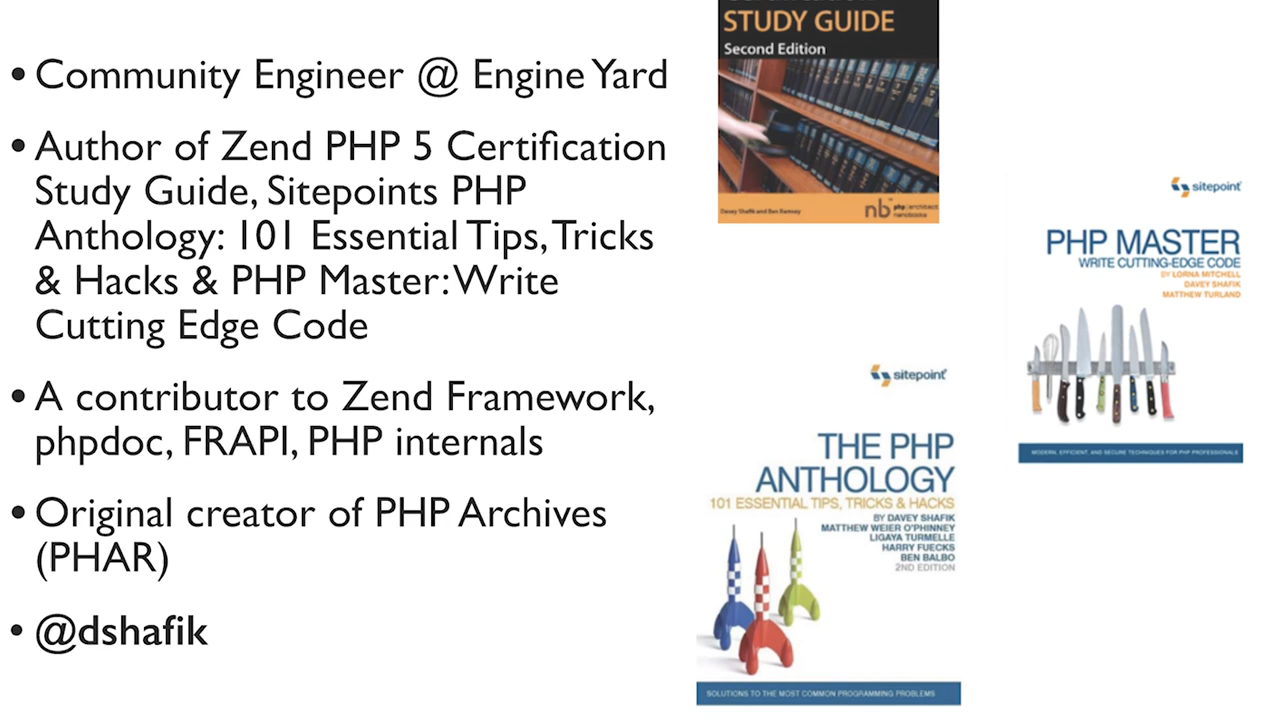 • Community Engineer @ Engine Yard
• Author of Zend PHP 5 Certification
Study Guide, Sitepoints PHP
Anthology: 101 Essential Tips, Tricks
& Hacks & PHP Master: Write
Cutting Edge Code
• A contributor to Zend Framework,
phpdoc, FRAPI, PHP internals
• Original creator of PHP Archives
(PHAR)
• @dshafik
STUDY GUIDE
Second Edition
Davey Shafik and Ben Ramsey
nb php|architect
nanobooks
sitepoint
PHP MASTER
WRITE CUTTING-EDGE CODE
BY LORNA MITCHELL
DAVEY SHAFIK
MATTHEW TURLAND
MODERN, EFFICIENT, AND SECURE TECHNIQUES FOR PHP PROFESSIONALS
sitepoint
THE PHP
ANTHOLOGY
101 ESSENTIAL TIPS, TRICKS & HACKS
BY DAVEY SHAFIK
MATTHEW WEIER O'PHINNEY
LIGAYA TURMELLE
HARRY FUECKS
BEN BALBO
2ND EDITION
SOLUTIONS TO THE MOST COMMON PROGRAMMING PROBLEMS